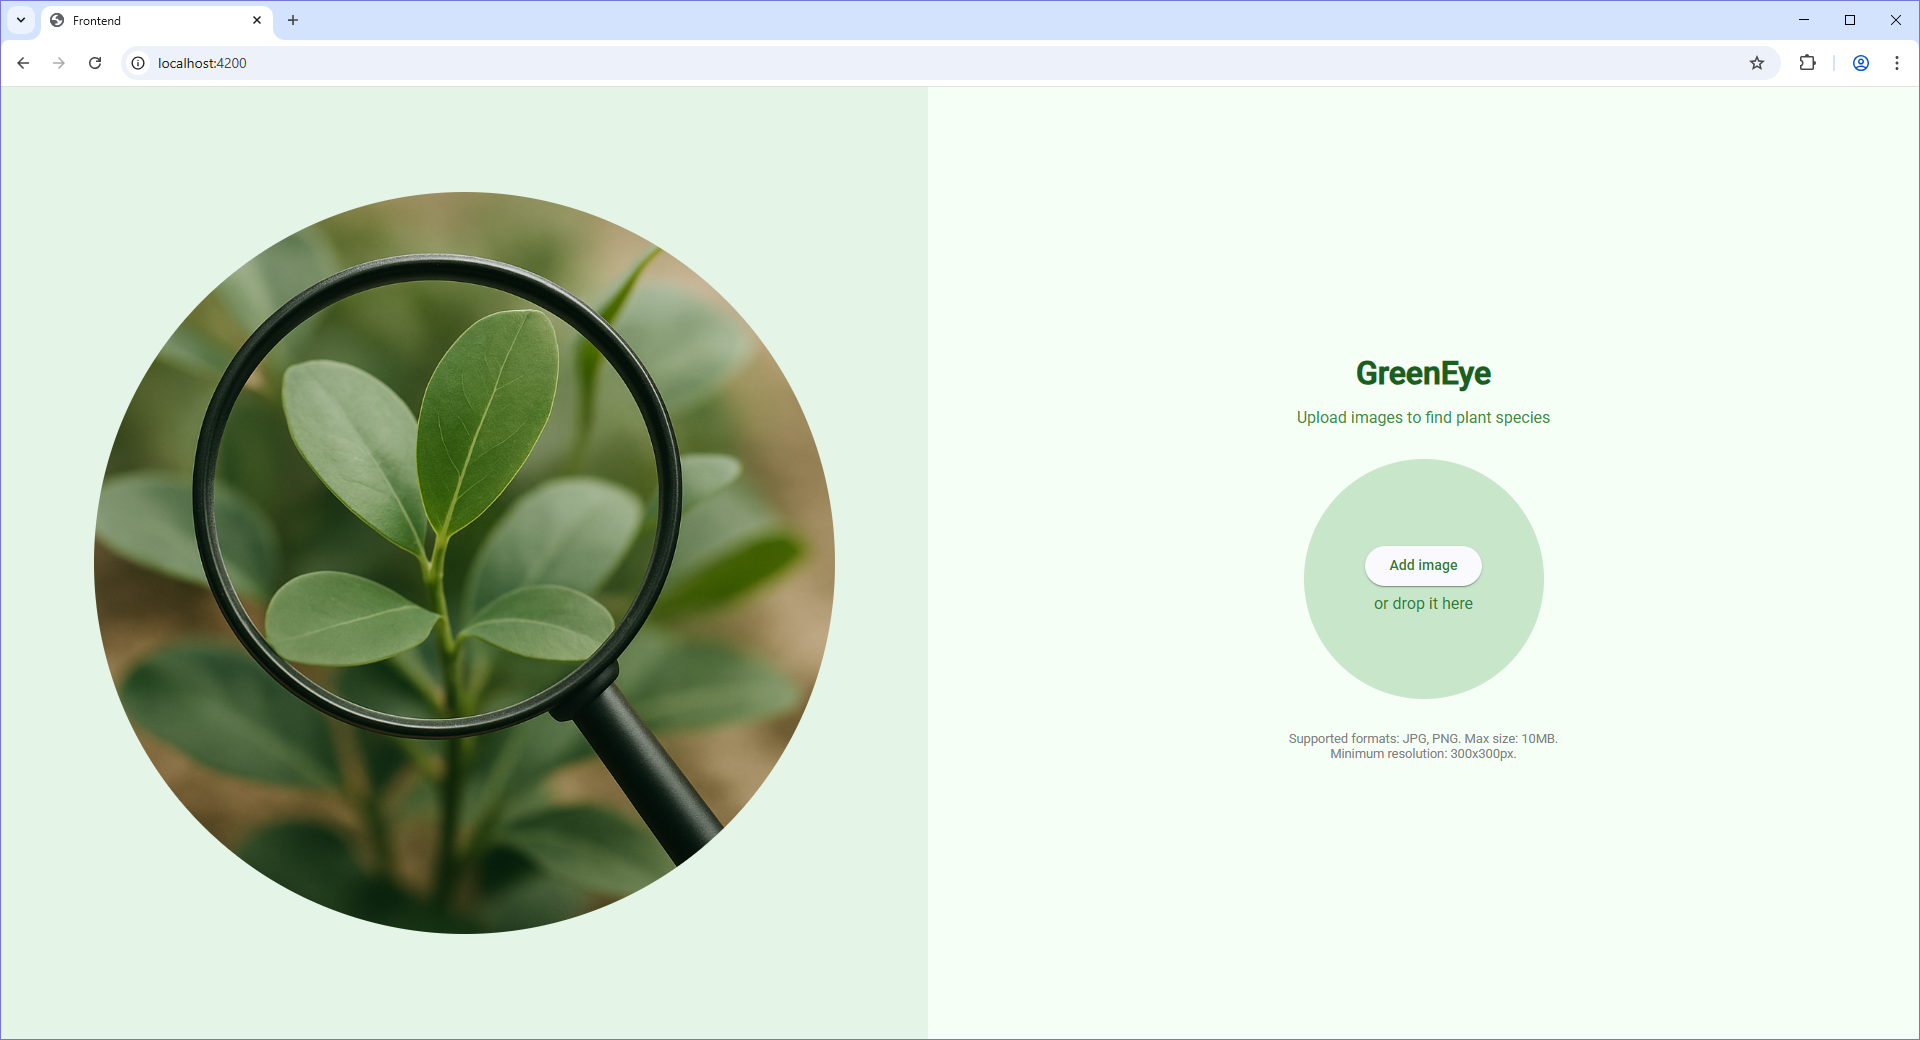 Frontend
localhost:4200
GreenEye
Upload images to find plant species
Add image
or drop it here
Supported formats: JPG, PNG. Max size: 10MB.
Minimum resolution: 300x300px.